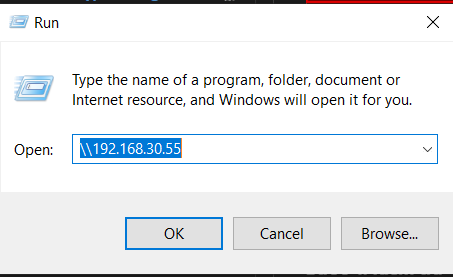 Run
Type the name of a program, folder, document or
Internet resource, and Windows will open it for you.
Open: \\192.168.30.55
OK Cancel Browse...